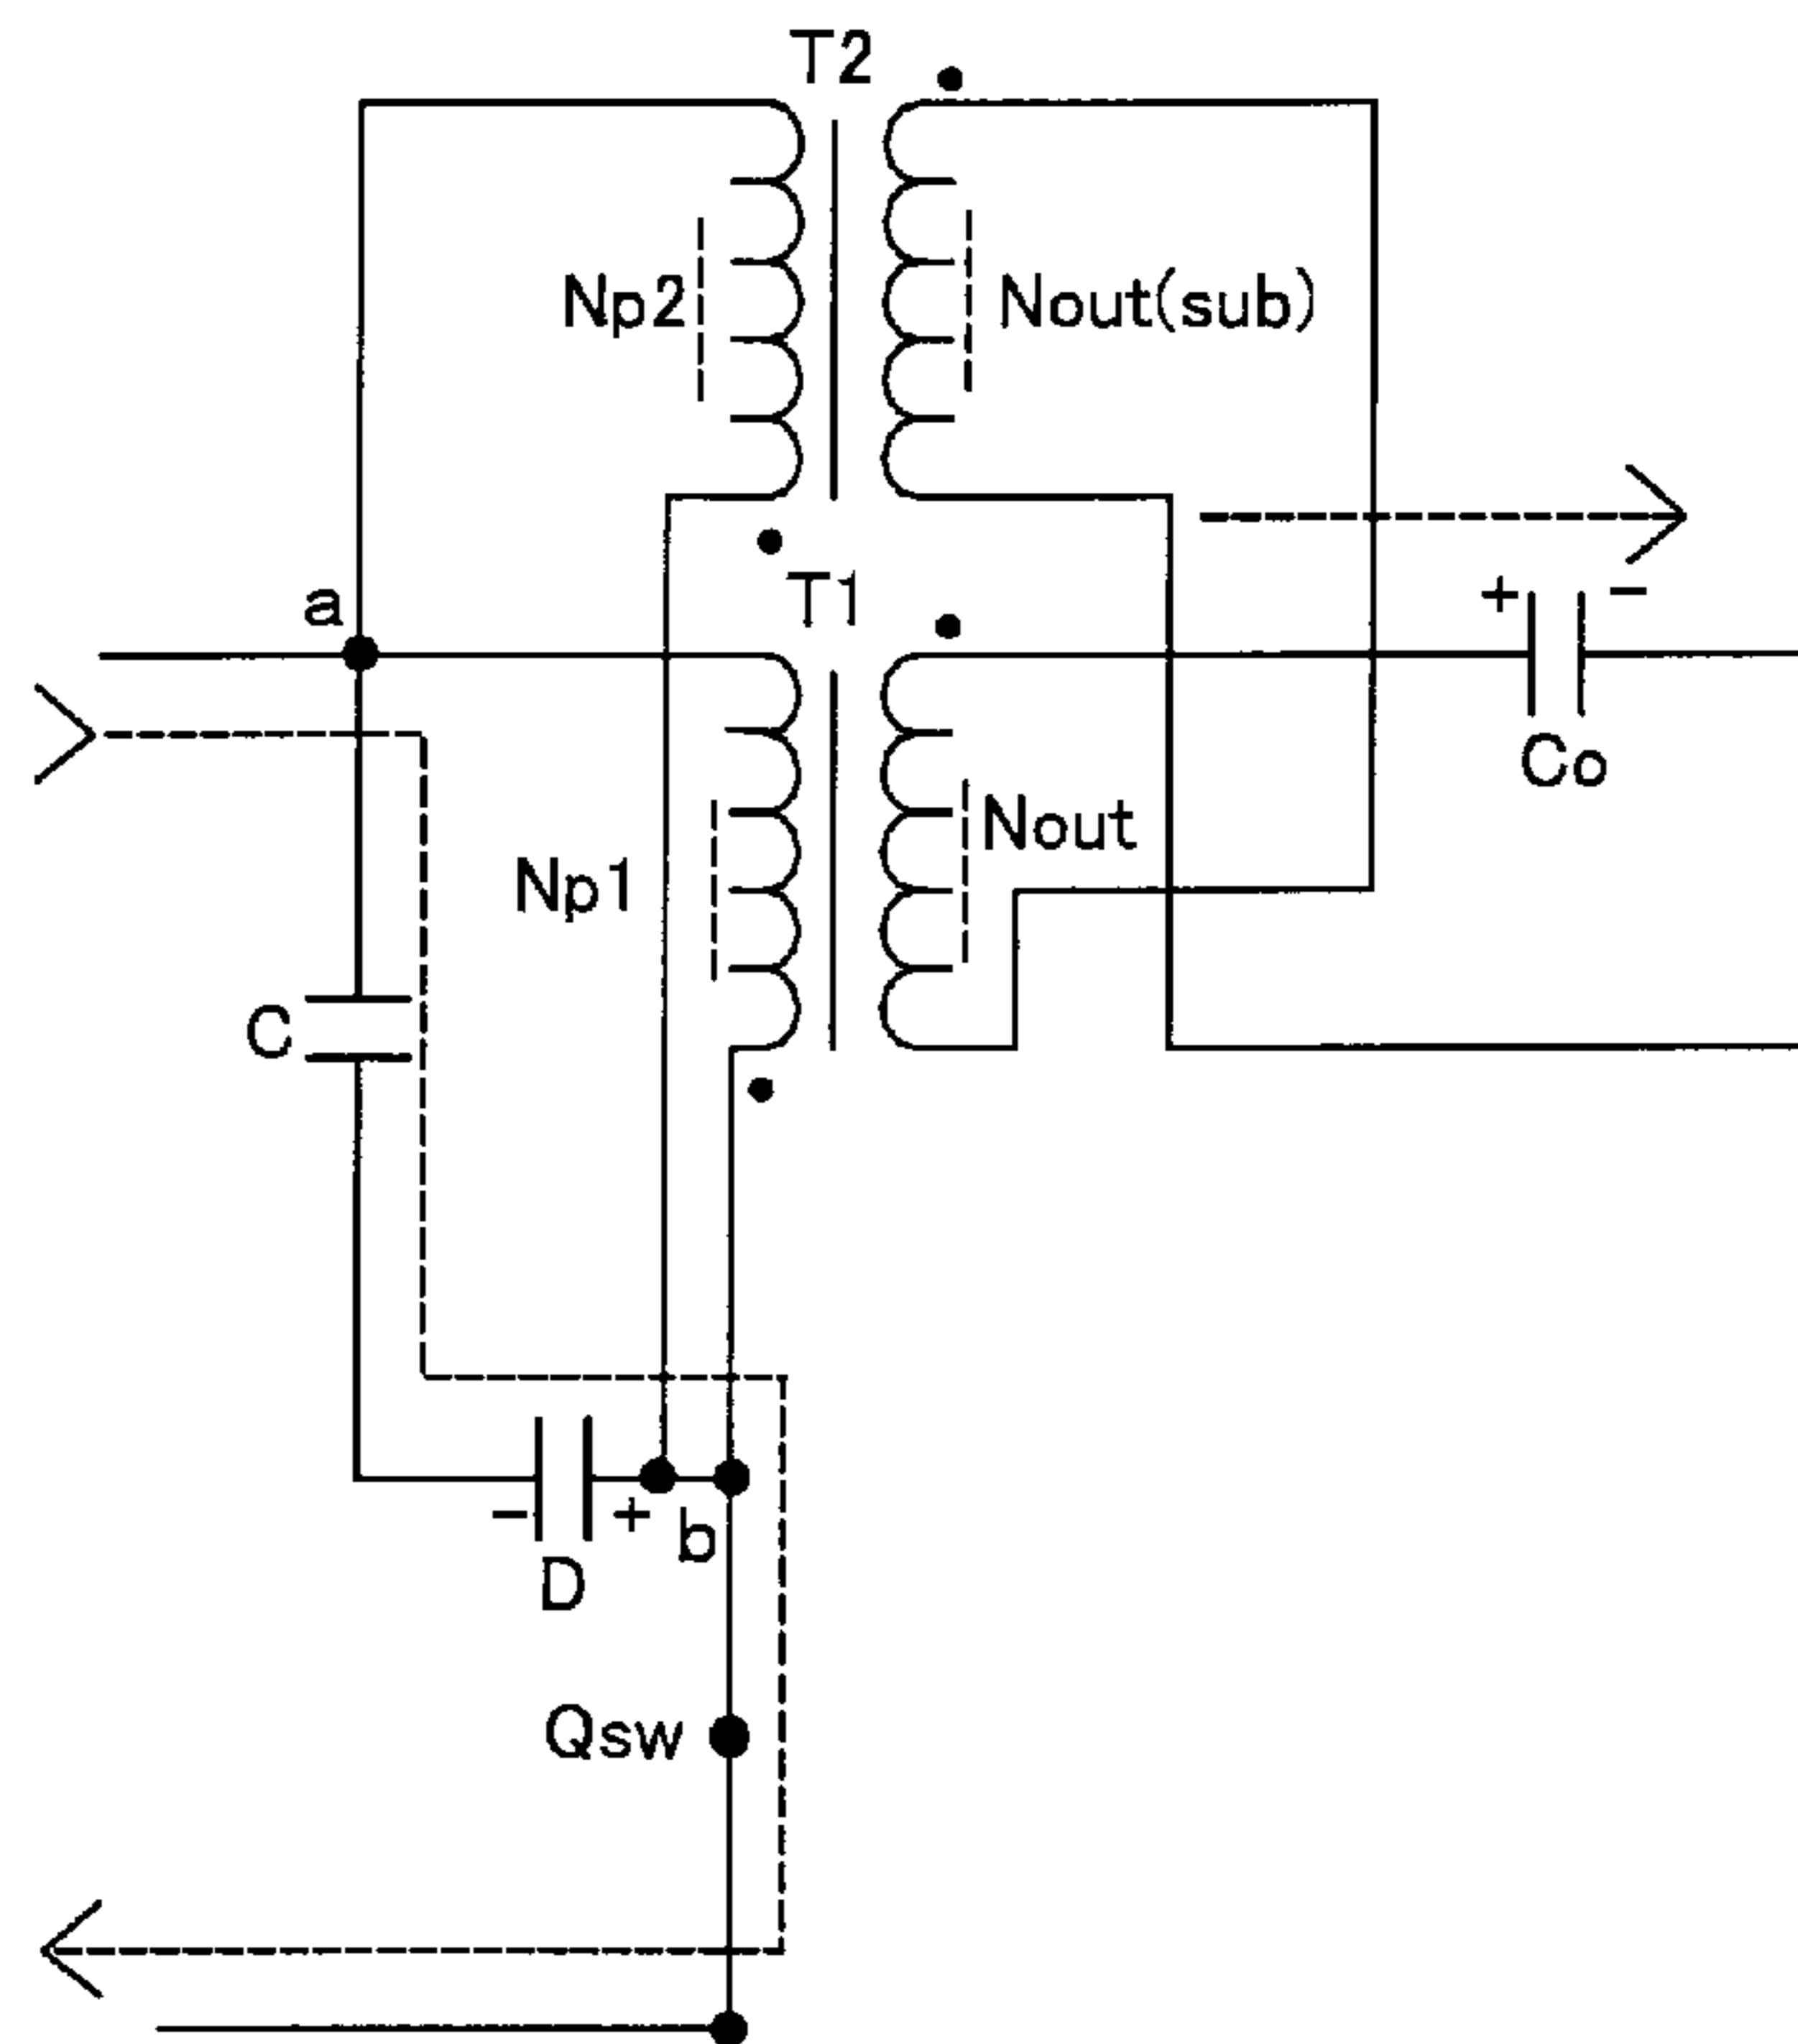 T2
Np2
Nout(sub)
T1
a
+ -
Co
Nout
Np1
C
- +
b
D
Qsw